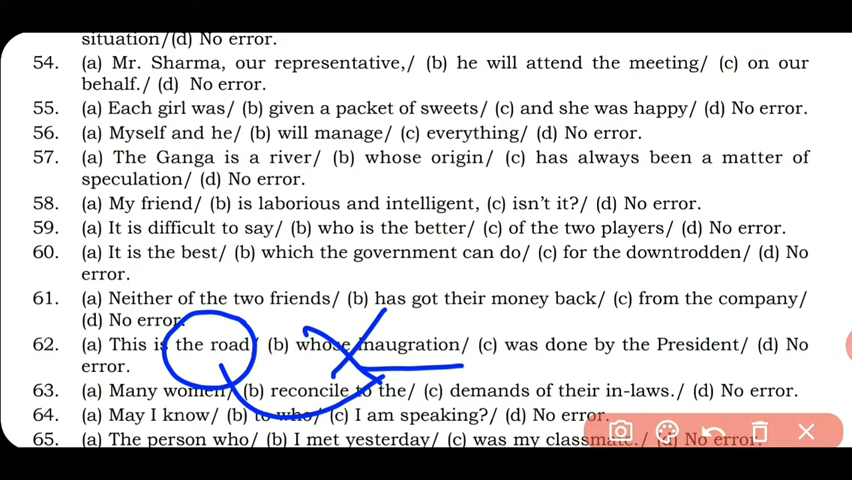 situation/(d) No error.
54. (a) Mr. Sharma, our representative,/ (b) he will attend the meeting/ (c) on our
behalf./ (d) No error.
55. (a) Each girl was/ (b) given a packet of sweets/ (c) and she was happy/ (d) No error.
56. (a) Myself and he/ (b) will manage/ (c) everything/ (d) No error.
57. (a) The Ganga is a river/ (b) whose origin/ (c) has always been a matter of
speculation/ (d) No error.
58. (a) My friend/ (b) is laborious and intelligent, (c) isn't it?/ (d) No error.
59. (a) It is difficult to say/ (b) who is the better/ (c) of the two players/ (d) No error.
60. (a) It is the best/ (b) which the government can do/ (c) for the downtrodden/ (d) No
error.
61. (a) Neither of the two friends/ (b) has got their money back/ (c) from the company/
(d) No error.
62. (a) This is the road/ (b) whose inaugration/ (c) was done by the President/ (d) No
error.
63. (a) Many women/ (b) reconcile to the/ (c) demands of their in-laws./ (d) No error.
64. (a) May I know/ (b) to who/ (c) I am speaking?/ (d) No error.
65. (a) The person who/ (b) I met yesterday/ (c) was my classmate./ (d) No error.